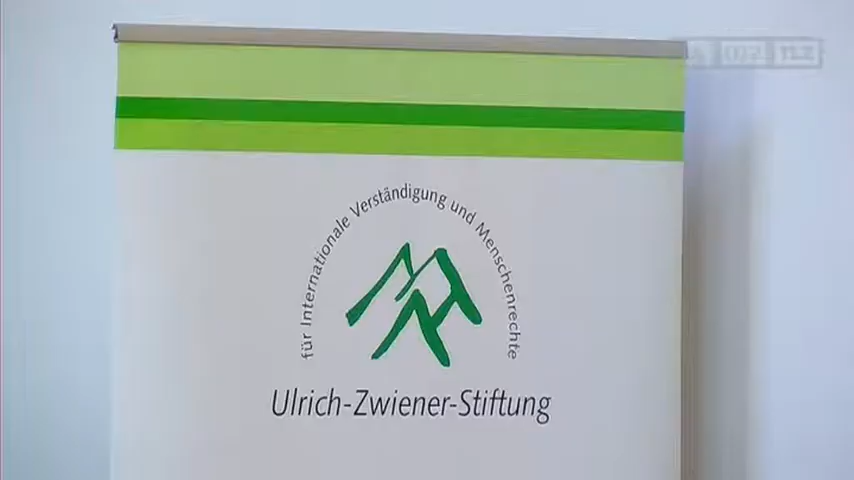 für Internationale Verständigung und Menschenrechte
Ulrich-Zwiener-Stiftung